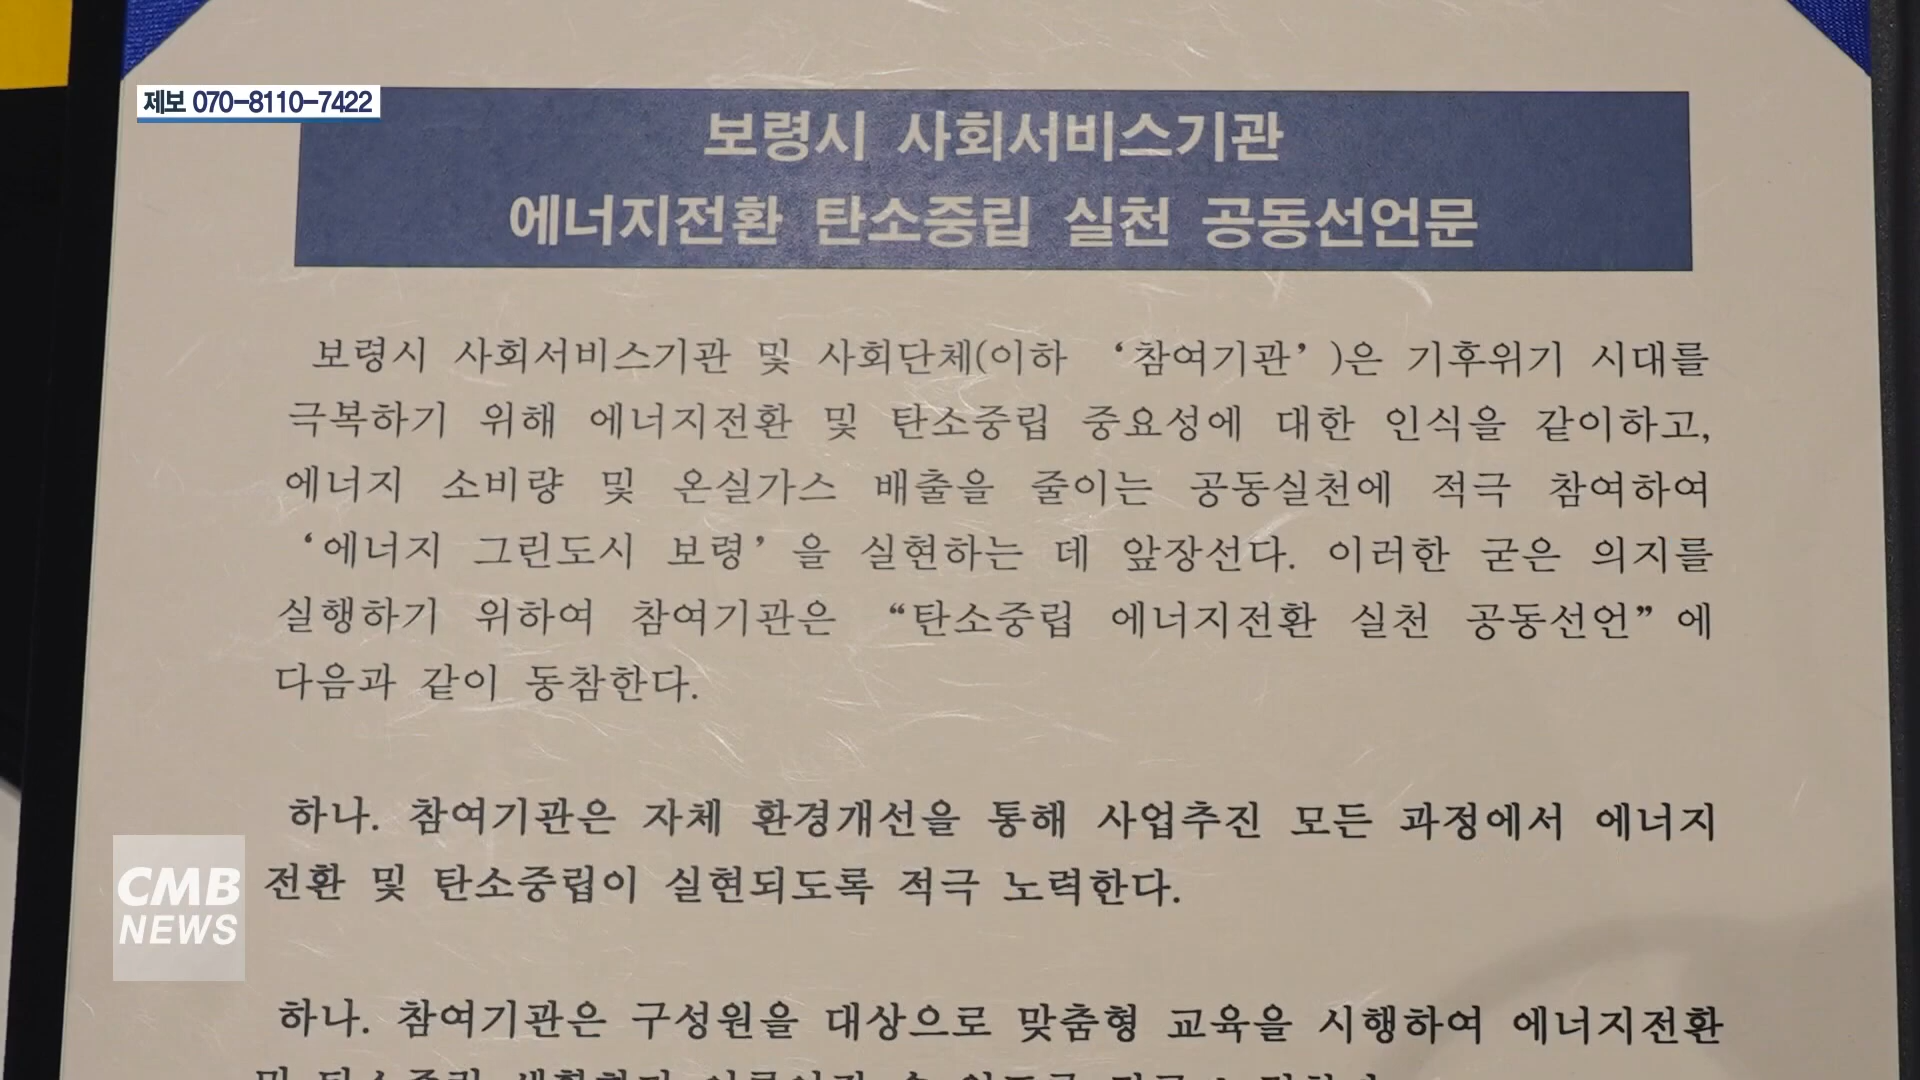 제보 070-8110-7422
보령시 사회서비스기관
에너지전환 탄소중립 실천 공동선언문
보령시 사회서비스기관 및 사회단체(이하 ‘참여기관’)은 기후위기 시대를
극복하기 위해 에너지전환 및 탄소중립 중요성에 대한 인식을 같이하고,
에너지 소비량 및 온실가스 배출을 줄이는 공동실천에 적극 참여하여
‘에너지 그린도시 보령’을 실현하는 데 앞장선다. 이러한 굳은 의지를
실행하기 위하여 참여기관은 “탄소중립 에너지전환 실천 공동선언”에
다음과 같이 동참한다.
하나. 참여기관은 자체 환경개선을 통해 사업추진 모든 과정에서 에너지
전환 및 탄소중립이 실현되도록 적극 노력한다.
CMB
NEWS
하나. 참여기관은 구성원을 대상으로 맞춤형 교육을 시행하여 에너지전환